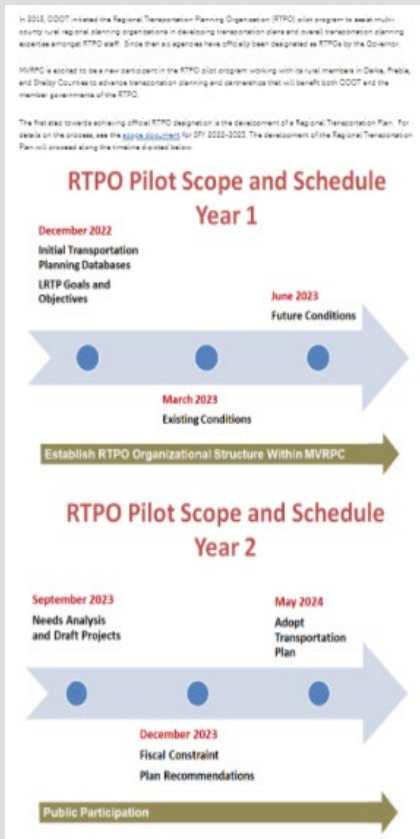 In 2013, ODOT initiated the Regional Transportation Planning Organization (RTPO) pilot program to assist multi-
county rural regional planning organizations in developing transportation plans and overall transportation planning
expertise amongst RTPO staff. Since then six agencies have officially been designated as RTPOs by the Governor.
MVRPC is excited to be a new participant in the RTPO pilot program working with its rural members in Darke, Preble,
and Shelby Counties to advance transportation planning and partnerships that will benefit both ODOT and the
member governments of the RTPO.
The first step towards achieving official RTPO designation is the development of a Regional Transportation Plan. For
details on the process, see the scope document for SFY 2022-2023. The development of the Regional Transportation
Plan will proceed along the timeline depicted below.
RTPO Pilot Scope and Schedule
Year 1
December 2022
Initial Transportation
Planning Databases
LRTP Goals and
Objectives
June 2023
Future Conditions
March 2023
Existing Conditions
Establish RTPO Organizational Structure Within MVRPC
RTPO Pilot Scope and Schedule
Year 2
September 2023
Needs Analysis
and Draft Projects
May 2024
Adopt
Transportation
Plan
December 2023
Fiscal Constraint
Plan Recommendations
Public Participation